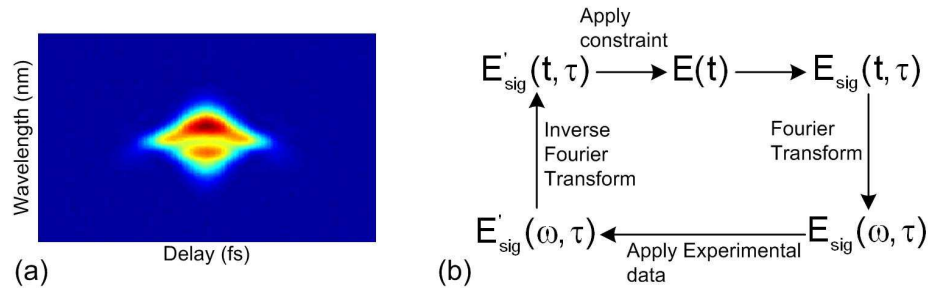 Wavelength (nm)
Delay (fs)
(a)
Apply
constraint
E'sig(t,τ)
E(t)
Esig(t,τ)
Inverse
Fourier
Transform
Fourier
Transform
E'sig(ω,τ)
Esig(ω,τ)
Apply Experimental
data
(b)